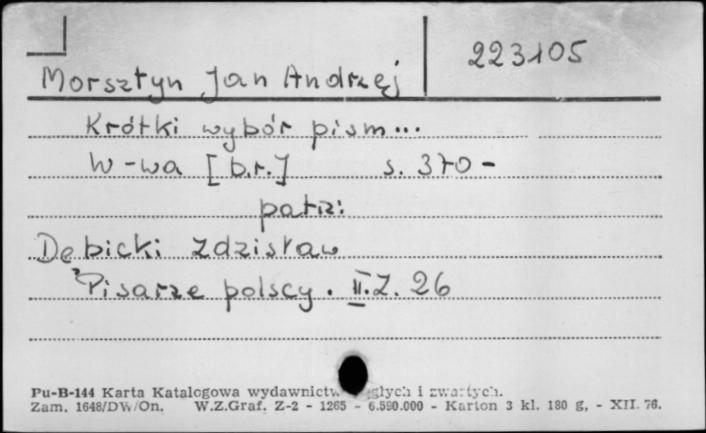 223105
Morsztyn Jan Andrzej
Krótki wybór pism...
W-wa [b.r.] s. 370-
patrz:
Dębicki Zdzisław
Pisarze polscy. II. Z. 26
Pu-B-144 Karta Katalogowa wydawnictw ciągłych i zwartych.
Zam. 1648/DW/On. W.Z.Graf. Z-2 - 1265 - 6.590.000 - Karton 3 kl. 180 g. - XII. 76.